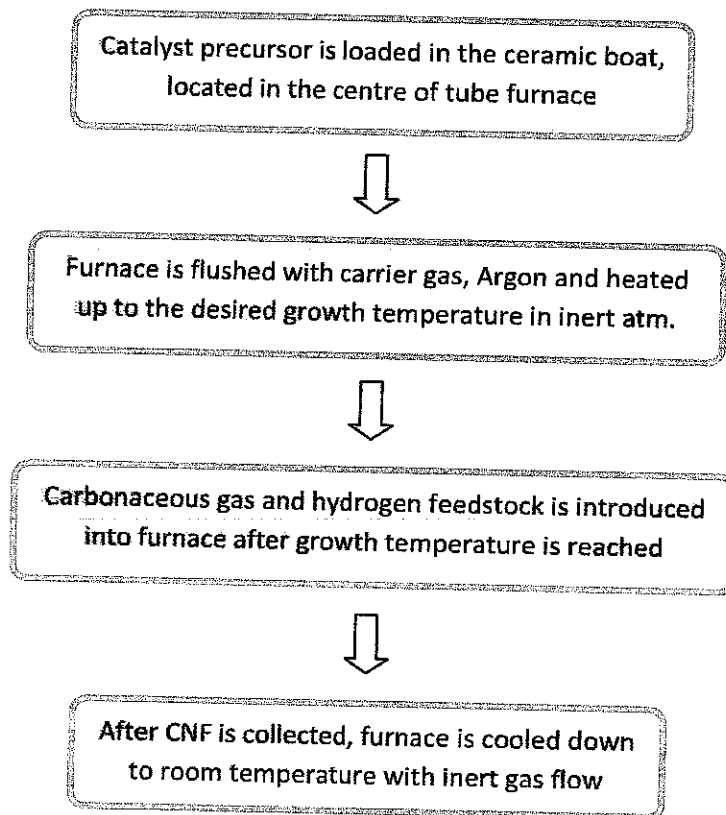 Catalyst precursor is loaded in the ceramic boat,
located in the centre of tube furnace
Furnace is flushed with carrier gas, Argon and heated
up to the desired growth temperature in inert atm.
Carbonaceous gas and hydrogen feedstock is introduced
into furnace after growth temperature is reached
After CNF is collected, furnace is cooled down
to room temperature with inert gas flow